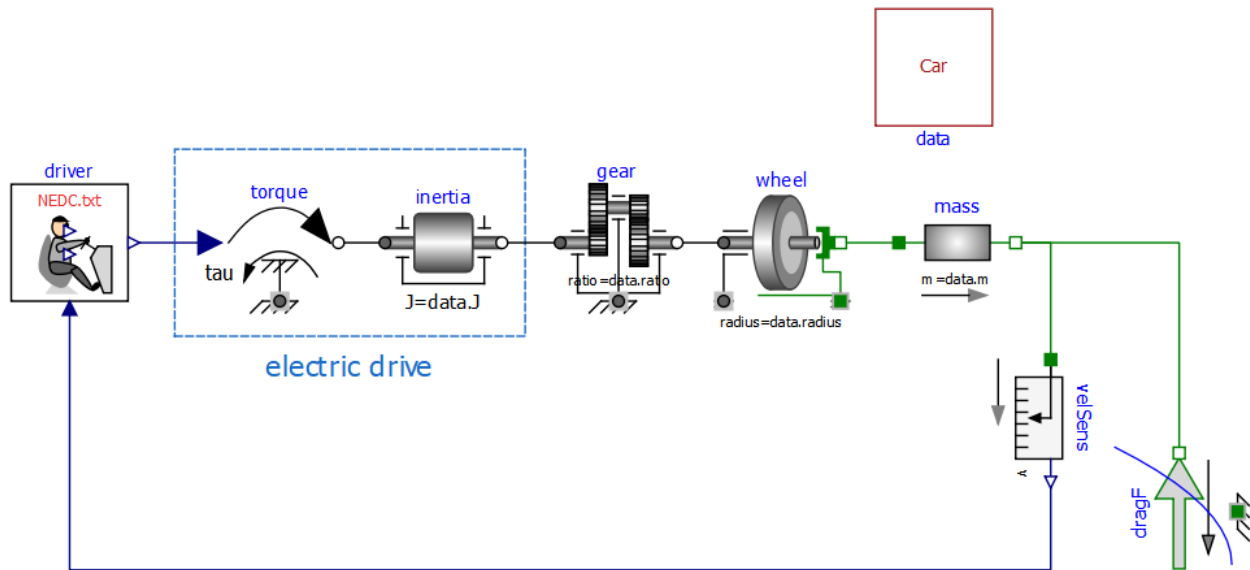 Car
data
driver
NEDC.txt
torque
tau
inertia
J=data.J
electric drive
gear
ratio=data.ratio
wheel
radius=data.radius
mass
m =data.m
velSens
v
dragF